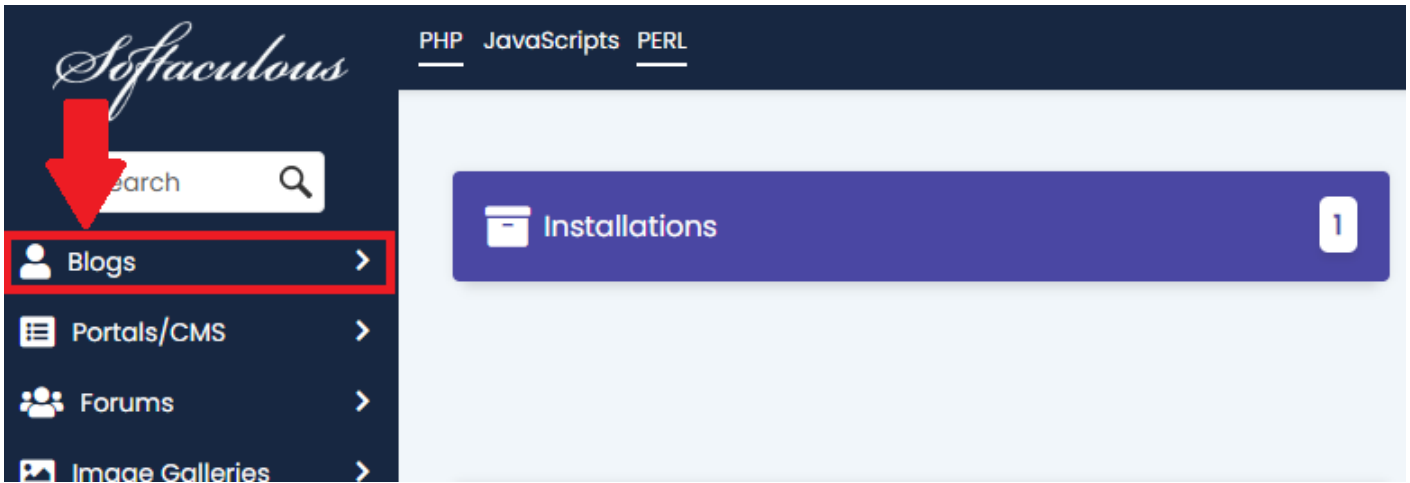 Softaculous
PHP JavaScripts PERL
earch
Installations
1
Blogs
Portals/CMS
Forums
Image Galleries